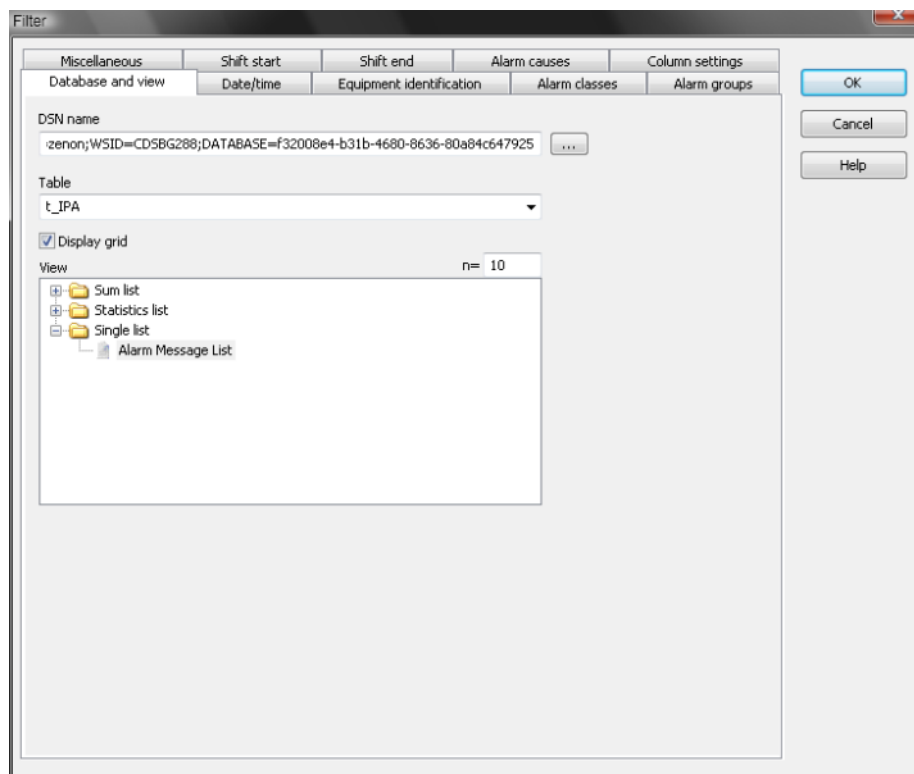 Filter
Miscellaneous Shift start Shift end Alarm causes Column settings
Database and view Date/time Equipment identification Alarm classes Alarm groups
OK
Cancel
Help
DSN name
zenon;WSID=CDSBG288;DATABASE=f32008e4-b31b-4680-8636-80a84c647925 ...
Table
t_IPA
Display grid
View n= 10
Sum list
Statistics list
Single list
Alarm Message List